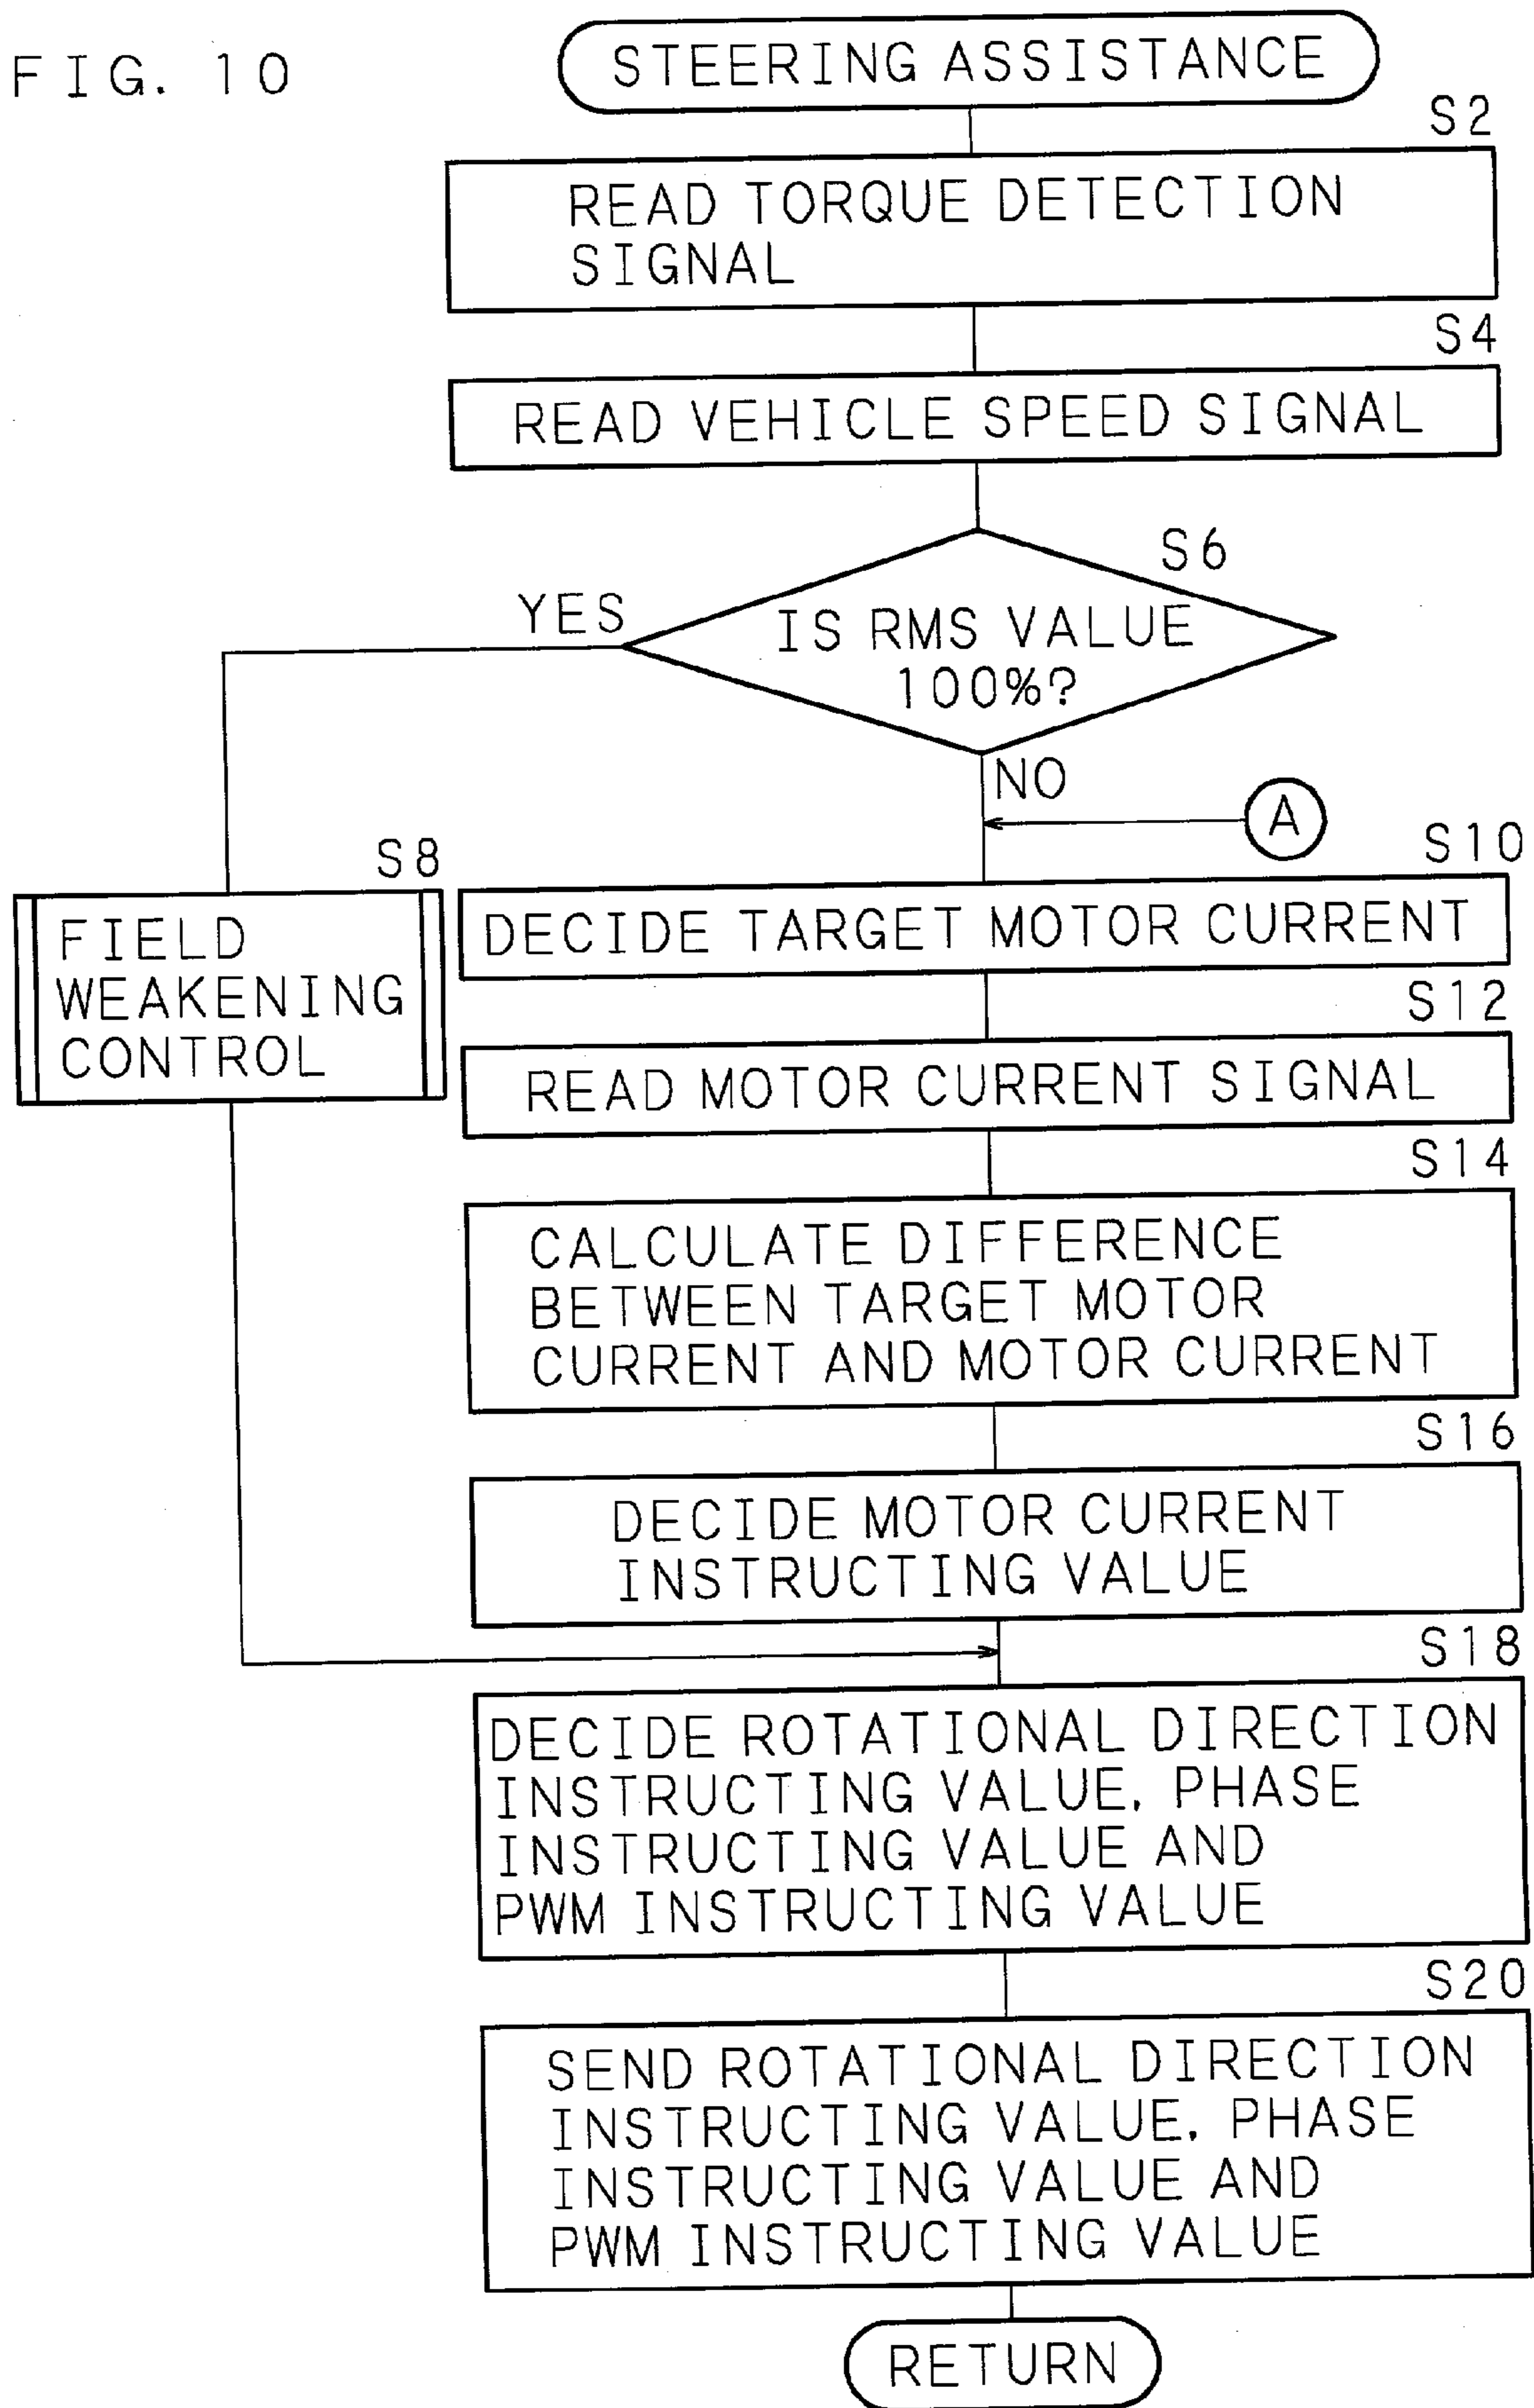 FIG. 10
STEERING ASSISTANCE
S2
READ TORQUE DETECTION
SIGNAL
S4
READ VEHICLE SPEED SIGNAL
S6
YES
IS RMS VALUE
100%?
NO
A
S8
FIELD
WEAKENING
CONTROL
S10
DECIDE TARGET MOTOR CURRENT
S12
READ MOTOR CURRENT SIGNAL
S14
CALCULATE DIFFERENCE
BETWEEN TARGET MOTOR
CURRENT AND MOTOR CURRENT
S16
DECIDE MOTOR CURRENT
INSTRUCTING VALUE
S18
DECIDE ROTATIONAL DIRECTION
INSTRUCTING VALUE, PHASE
INSTRUCTING VALUE AND
PWM INSTRUCTING VALUE
S20
SEND ROTATIONAL DIRECTION
INSTRUCTING VALUE, PHASE
INSTRUCTING VALUE AND
PWM INSTRUCTING VALUE
RETURN